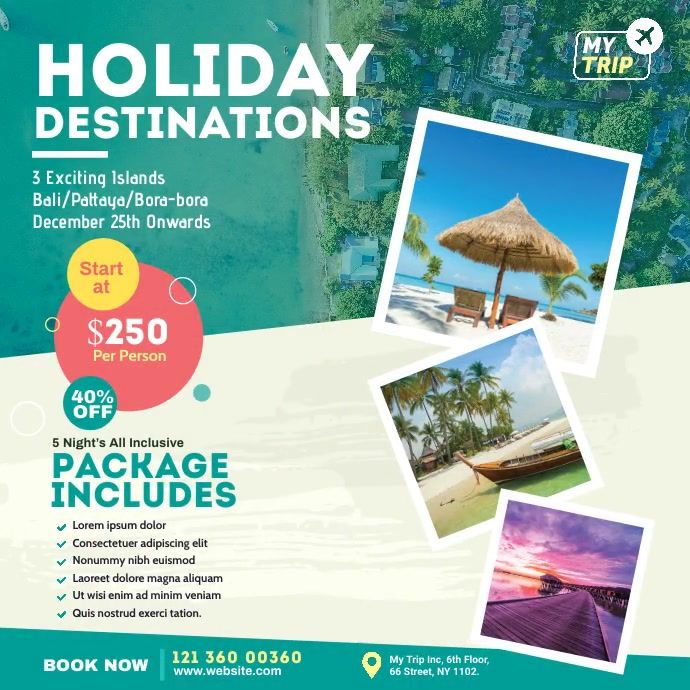 HOLIDAY
DESTINATIONS
MY
TRIP
3 Exciting Islands
Bali/Pattaya/Bora-bora
December 25th Onwards
Start
at
$250
Per Person
40%
OFF
5 Night's All Inclusive
PACKAGE
INCLUDES
Lorem ipsum dolor
Consectetuer adipiscing elit
Nonummy nibh euismod
Laoreet dolore magna aliquam
Ut wisi enim ad minim veniam
Quis nostrud exerci tation.
BOOK NOW
121 360 00360
www.website.com
My Trip Inc, 6th Floor,
66 Street, NY 1102.